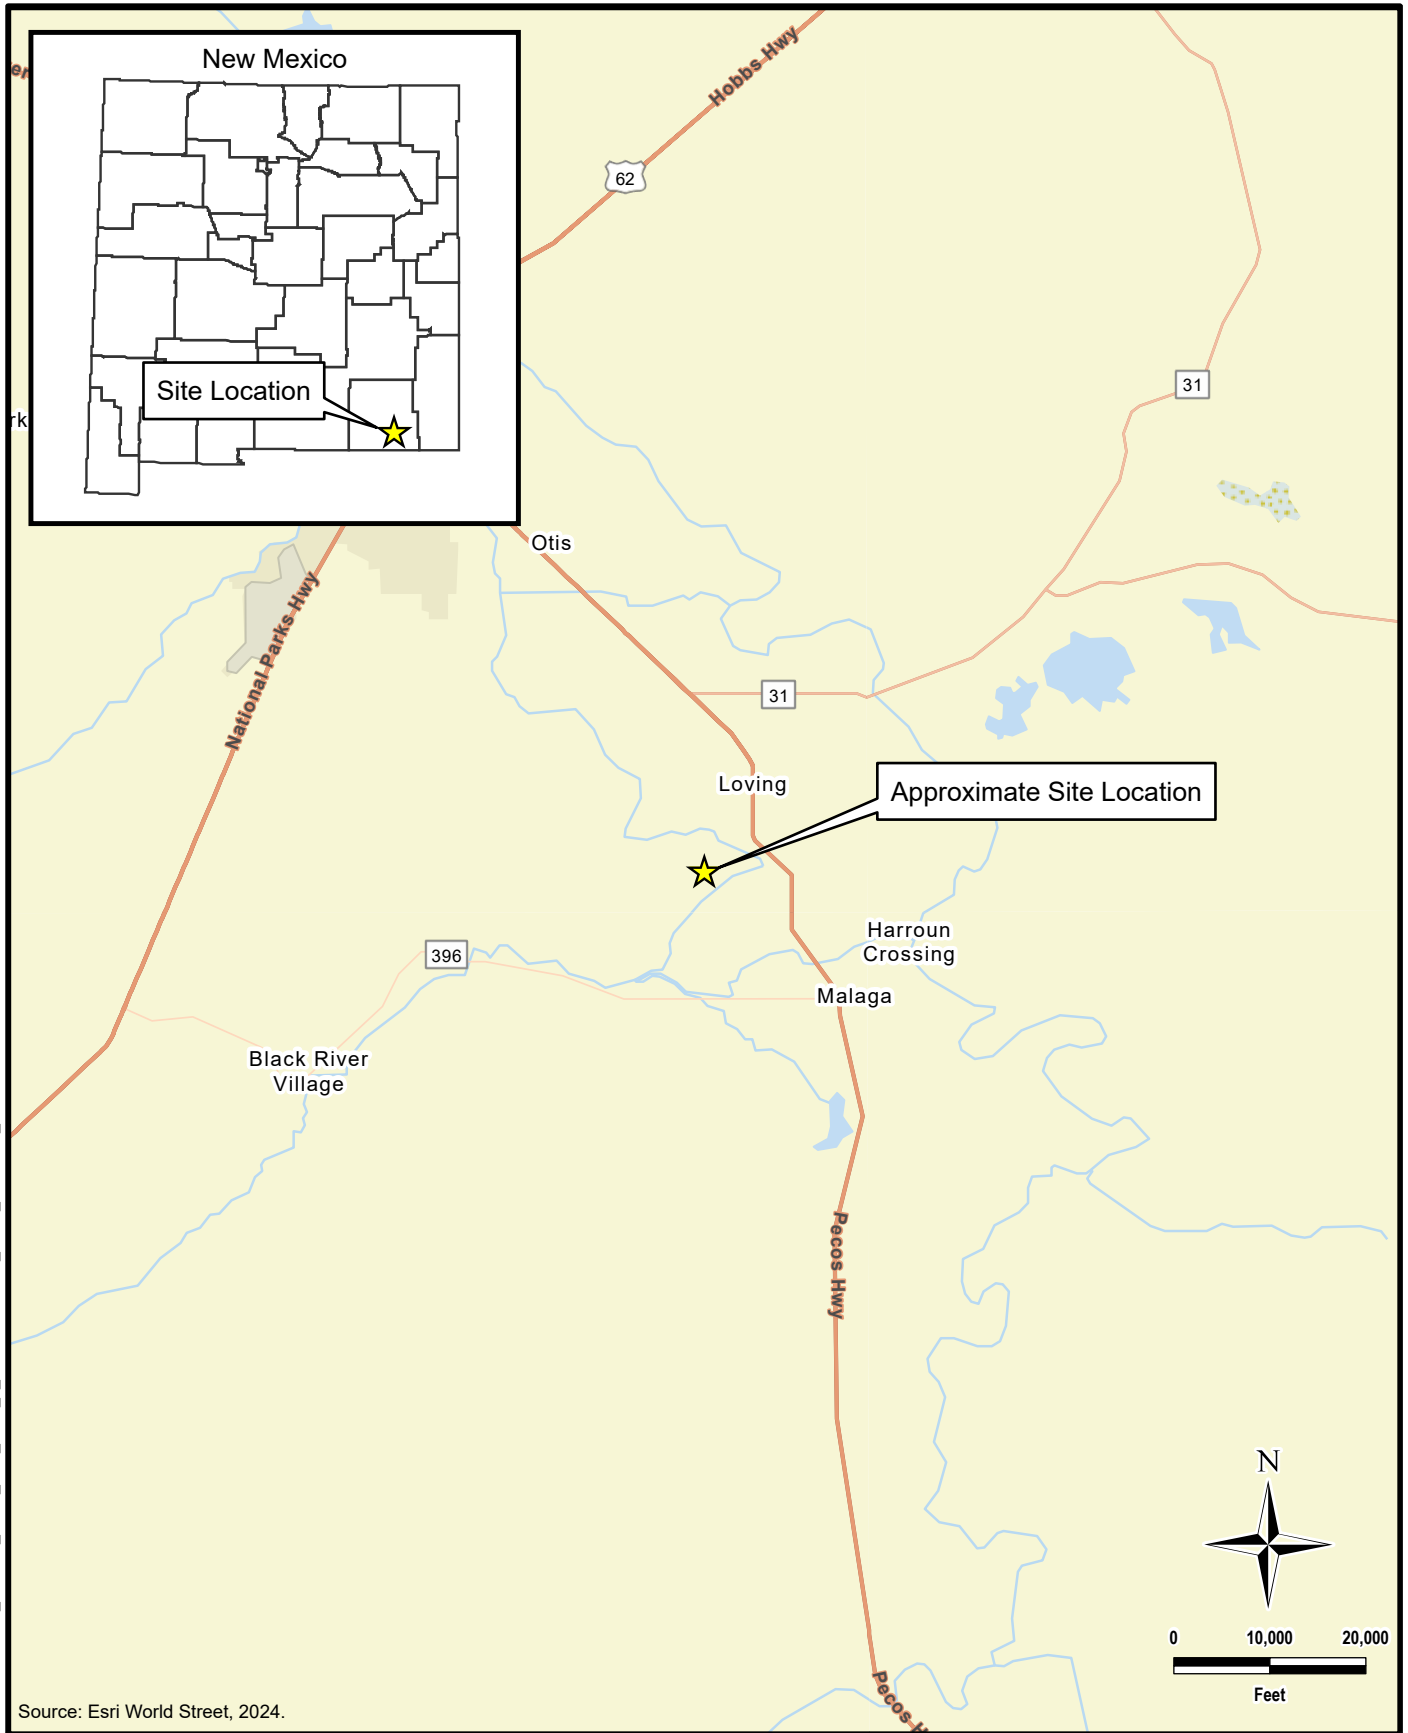 New Mexico
Site Location
Hobbs Hwy
62
31
Otis
National Parks Hwy
31
Loving
Approximate Site Location
Harroun
Crossing
396
Malaga
Black River
Village
Pecos Hwy
N
0 10,000 20,000
Feet
Pecos H
Source: Esri World Street, 2024.